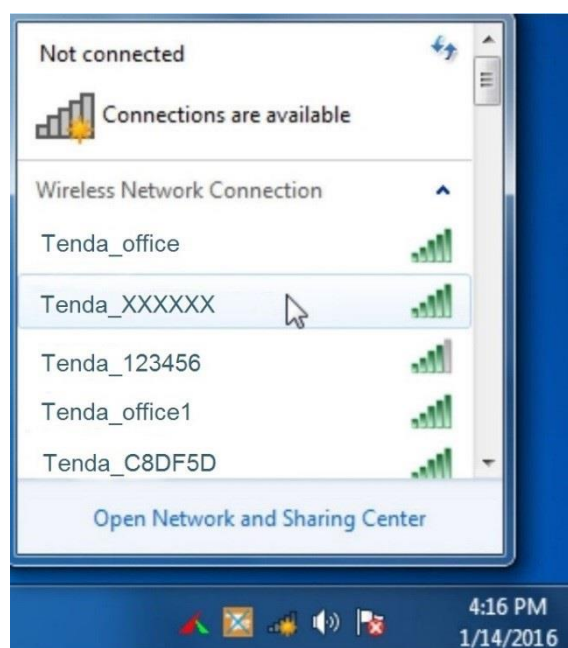 Not connected
Connections are available
Wireless Network Connection
Tenda_office
Tenda_XXXXXX
Tenda_123456
Tenda_office1
Tenda_C8DF5D
Open Network and Sharing Center
4:16 PM
1/14/2016